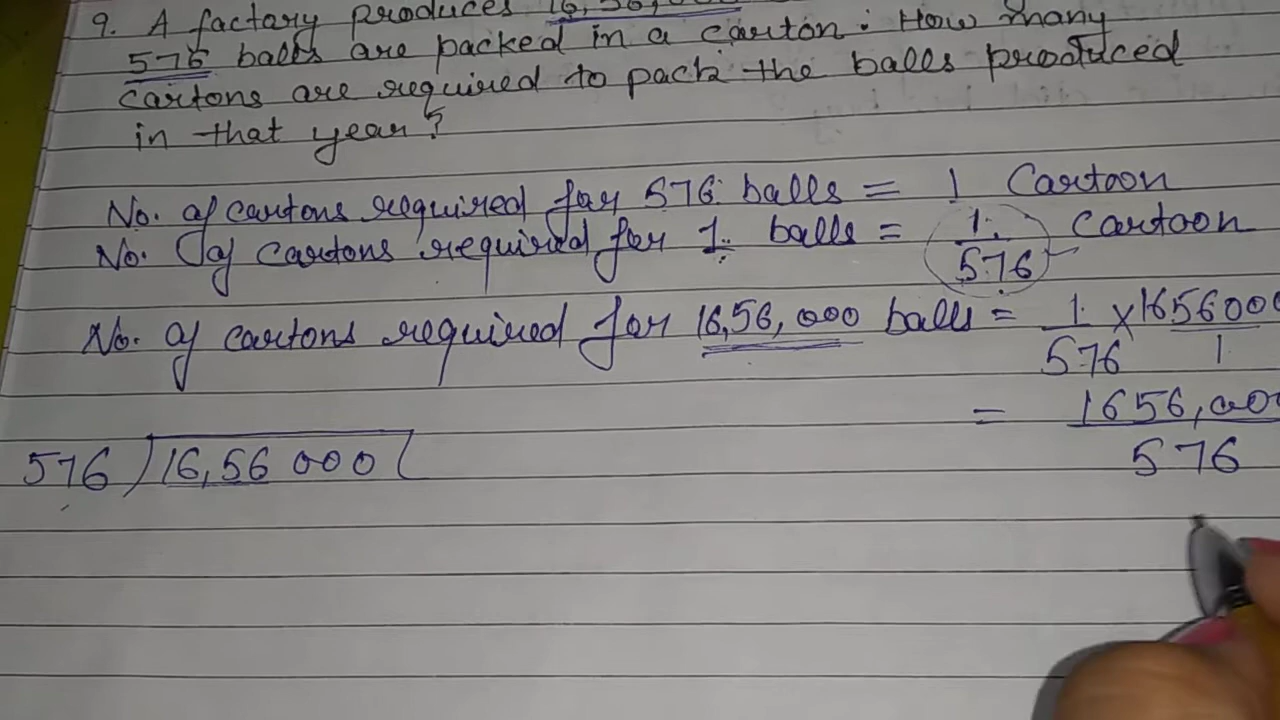 9. A factory produces 16,56,000
576 balls are packed in a carton. How many
cartons are required to pack the balls produced
in that year?
No. of cartons required for 576 balls = 1 Cartoon
No. of cartons required for 1 balls = 1/576 Cartoon
No. of cartons required for 16,56,000 balls = 1/576 × 1656000/1
= 1656,000/576
576)16,56 000(